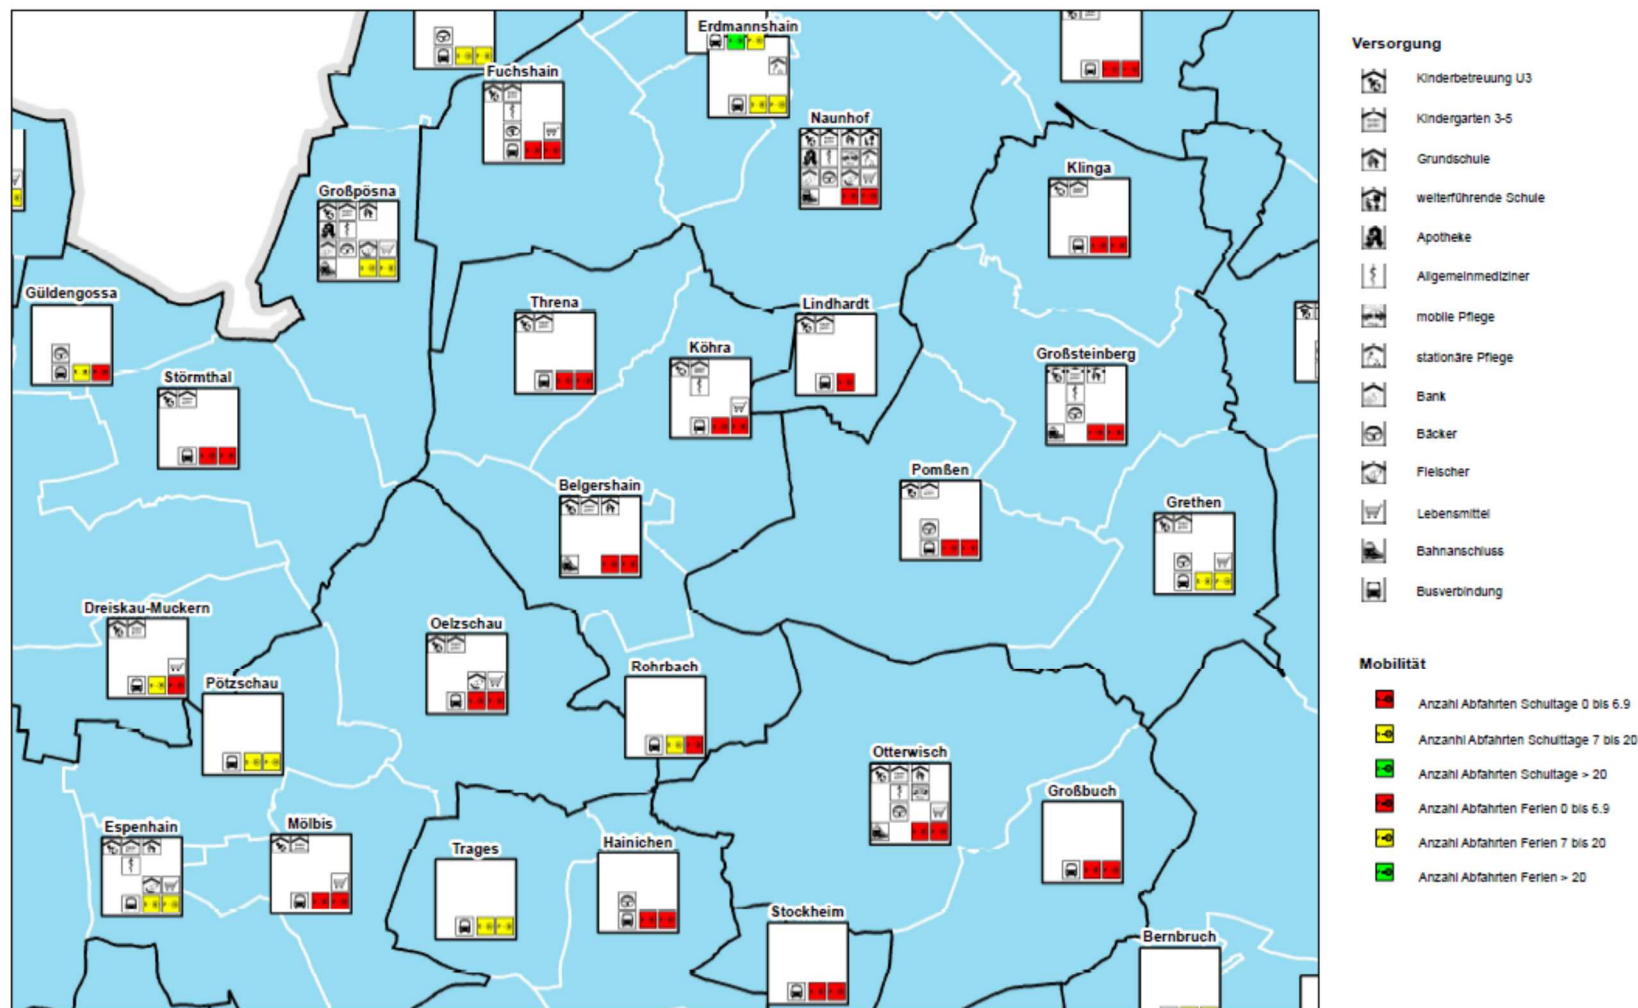 Erdmannshain
Fuchshain
Naunhof
Klinga
Großpösna
Güldengossa
Threna
Lindhardt
Köhra
Großsteinberg
Störmthal
Pomßen
Belgershain
Grethen
Dreiskau-Muckern
Oelzschau
Rohrbach
Pötzschau
Otterwisch
Großbuch
Espenhain
Mölbis
Trages
Hainichen
Stockheim
Bernbruch
Versorgung
Kinderbetreuung U3
Kindergarten 3-5
Grundschule
weiterführende Schule
Apotheke
Allgemeinmediziner
mobile Pflege
stationäre Pflege
Bank
Bäcker
Fleischer
Lebensmittel
Bahnanschluss
Busverbindung
Mobilität
Anzahl Abfahrten Schultage 0 bis 6.9
Anzanhl Abfahrten Schulttage 7 bis 20
Anzahl Abfahrten Schultage > 20
Anzahl Abfahrten Ferien 0 bis 6.9
Anzahl Abfahrten Ferien 7 bis 20
Anzahl Abfahrten Ferien > 20